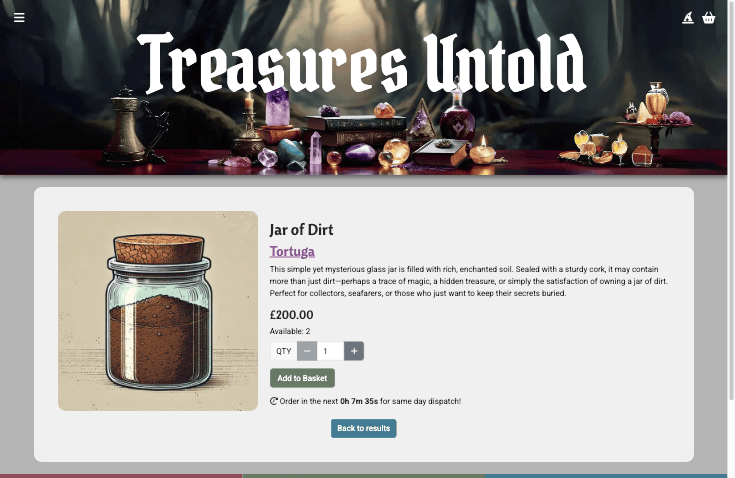 Treasures Untold
Jar of Dirt
Tortuga
This simple yet mysterious glass jar is filled with rich, enchanted soil. Sealed with a sturdy cork, it may contain
more than just dirt—perhaps a trace of magic, a hidden treasure, or simply the satisfaction of owning a jar of dirt.
Perfect for collectors, seafarers, or those who just want to keep their secrets buried.
£200.00
Available: 2
QTY − 1 +
Add to Basket
Order in the next 0h 7m 35s for same day dispatch!
Back to results